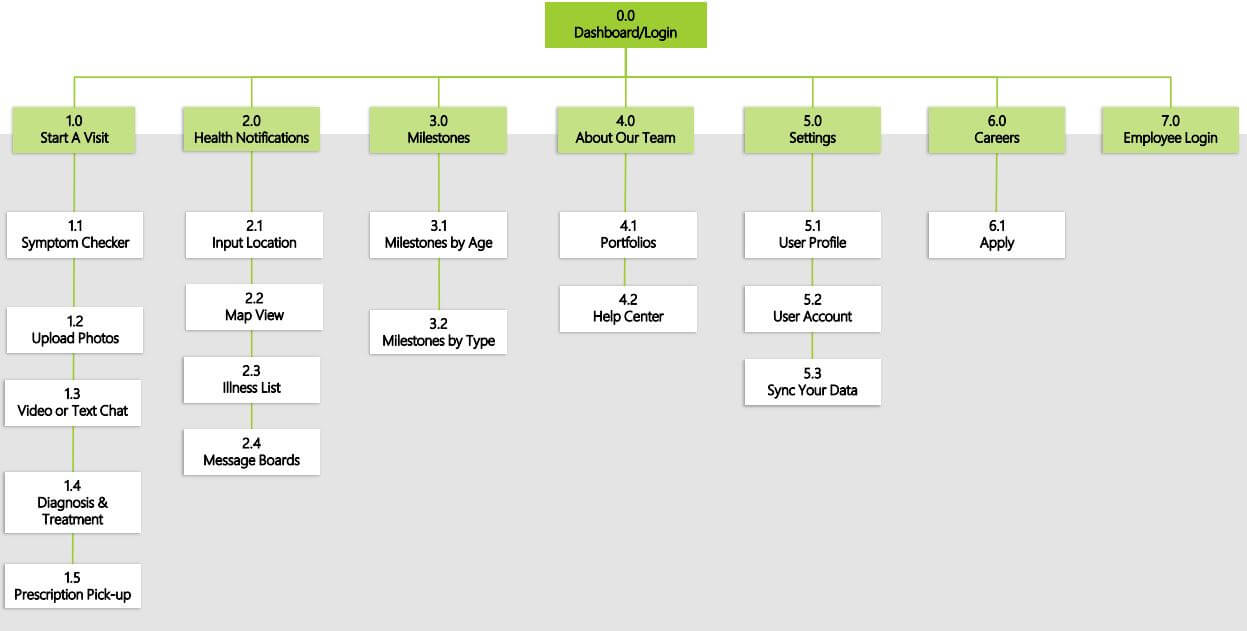 0.0
Dashboard/Login
1.0
Start A Visit
2.0
Health Notifications
3.0
Milestones
4.0
About Our Team
5.0
Settings
6.0
Careers
7.0
Employee Login
1.1
Symptom Checker
1.2
Upload Photos
1.3
Video or Text Chat
1.4
Diagnosis &
Treatment
1.5
Prescription Pick-up
2.1
Input Location
2.2
Map View
2.3
Illness List
2.4
Message Boards
3.1
Milestones by Age
3.2
Milestones by Type
4.1
Portfolios
4.2
Help Center
5.1
User Profile
5.2
User Account
5.3
Sync Your Data
6.1
Apply